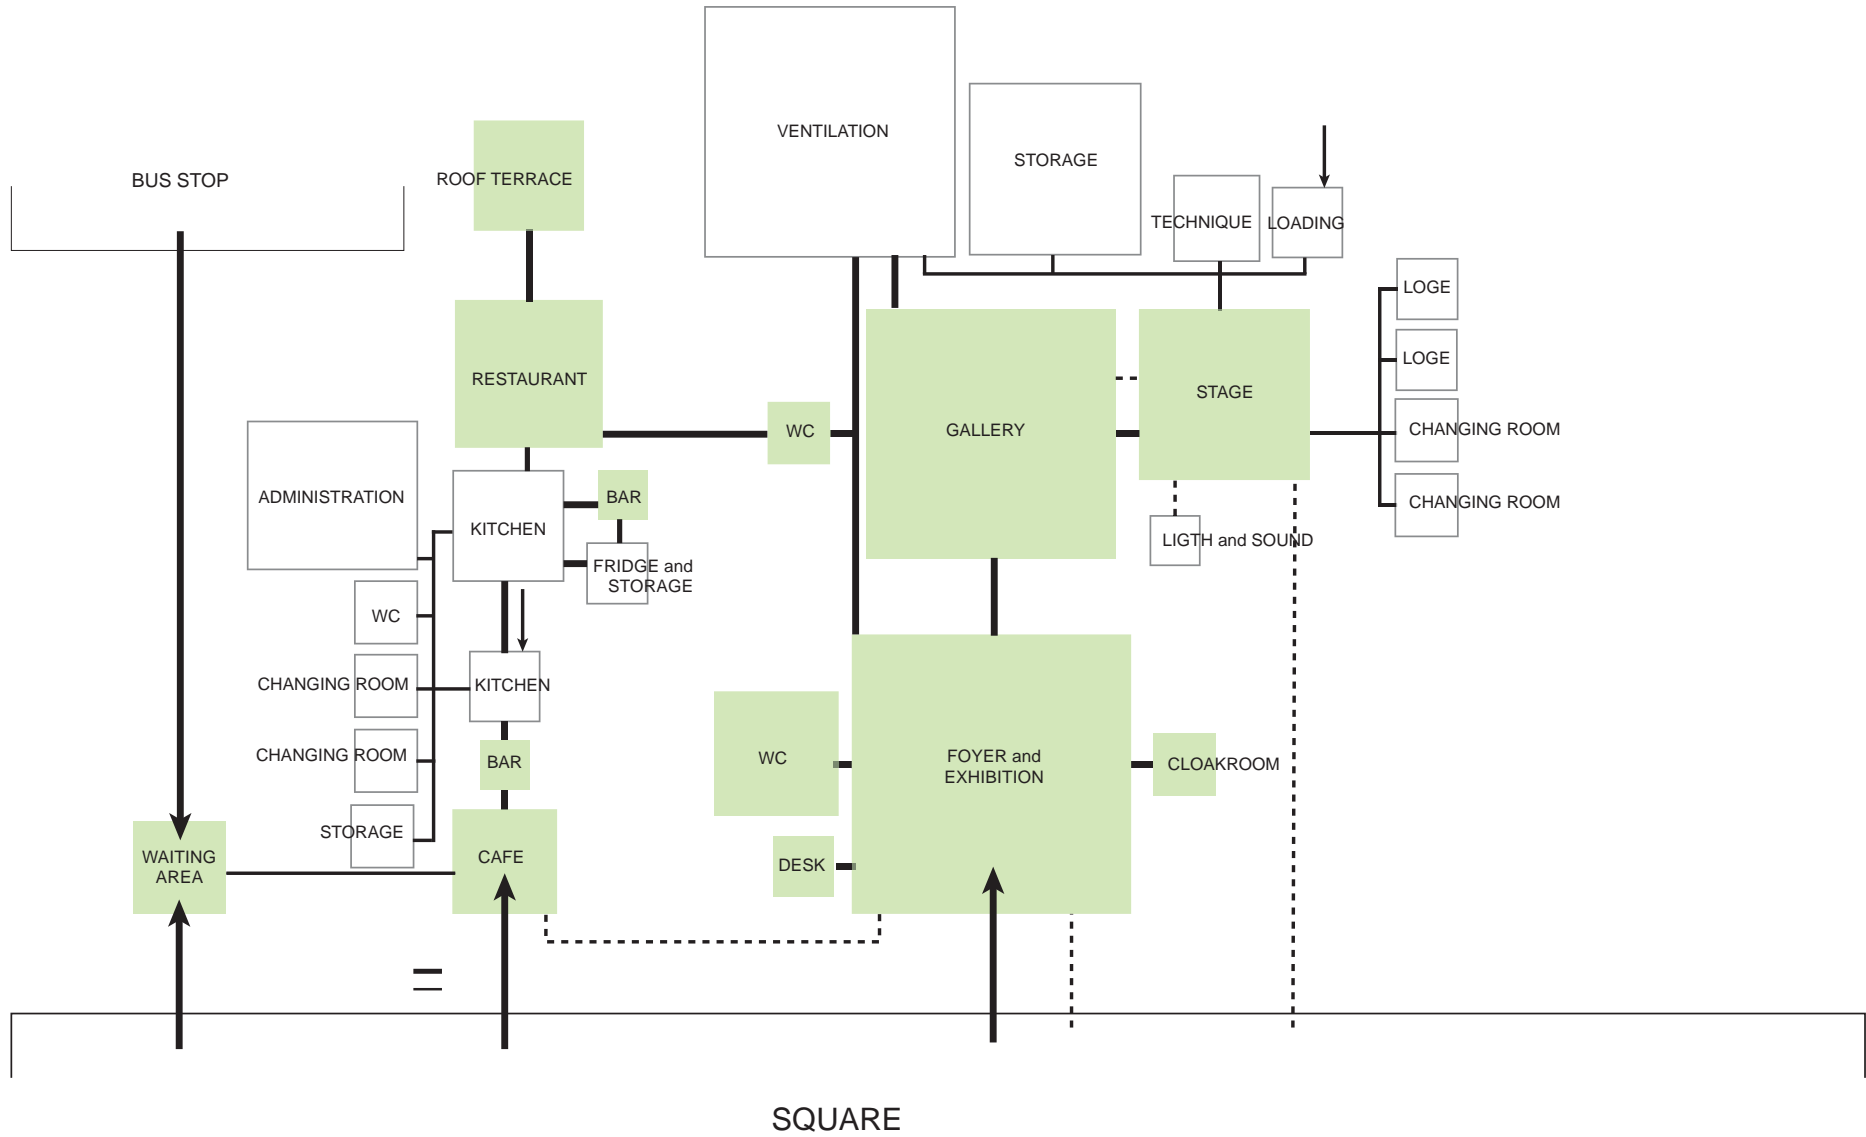 VENTILATION
STORAGE
BUS STOP
ROOF TERRACE
TECHNIQUE
LOADING
LOGE
LOGE
RESTAURANT
STAGE
WC
GALLERY
CHANGING ROOM
ADMINISTRATION
BAR
CHANGING ROOM
KITCHEN
LIGTH and SOUND
FRIDGE and
STORAGE
WC
CHANGING ROOM
KITCHEN
CHANGING ROOM
BAR
WC
FOYER and
EXHIBITION
CLOAKROOM
STORAGE
WAITING
AREA
CAFE
DESK
SQUARE